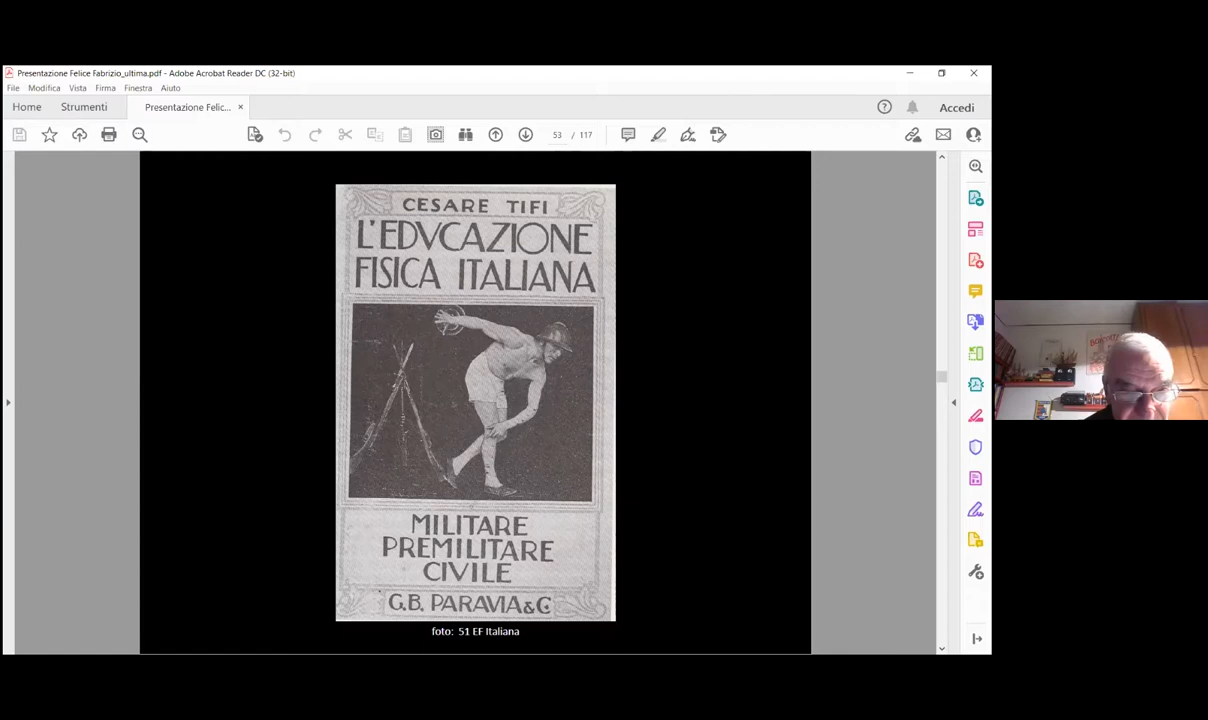 Presentazione Felice Fabrizio_ultima.pdf - Adobe Acrobat Reader DC (32-bit)
File Modifica Vista Firma Finestra Aiuto
Home Strumenti Presentazione Felic... × Accedi
53 / 117
CESARE TIFI
L'EDVCAZIONE
FISICA ITALIANA
MILITARE
PREMILITARE
CIVILE
G.B. PARAVIA & C
foto: 51 EF Italiana